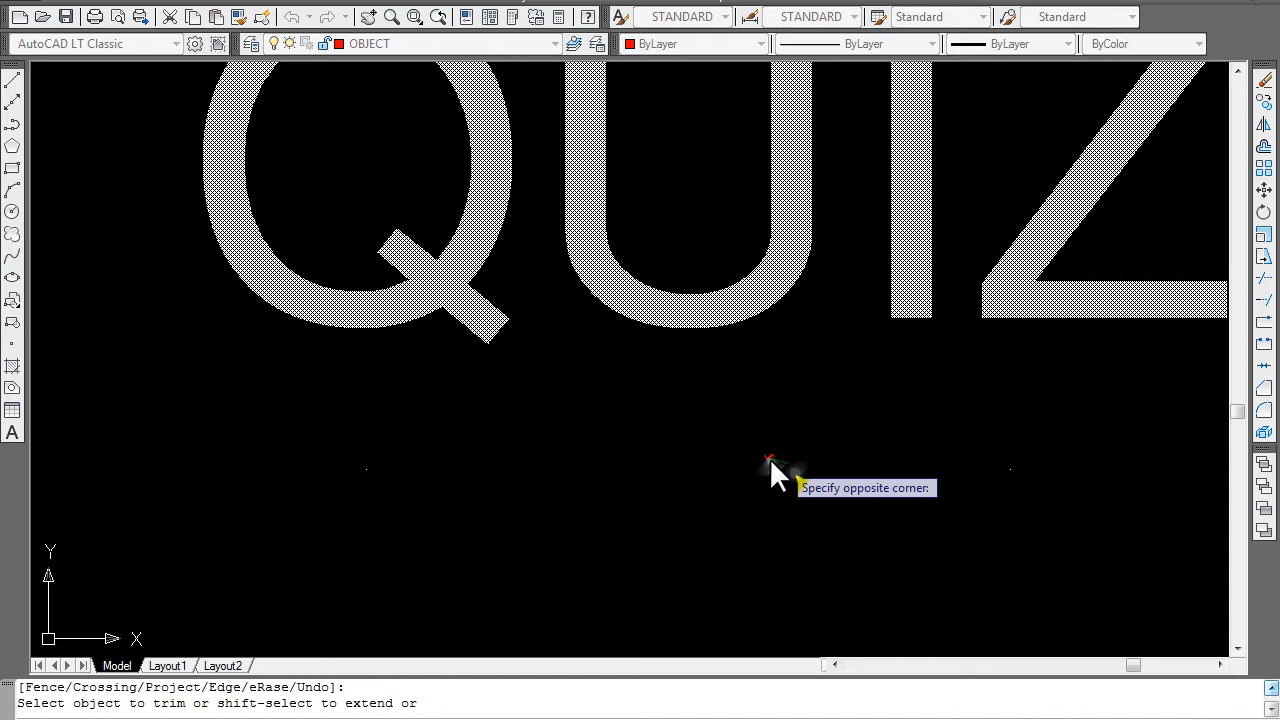 STANDARD
STANDARD
Standard
Standard
AutoCAD LT Classic
OBJECT
ByLayer
ByLayer
ByLayer
ByColor
QUIZ
Specify opposite corner:
Y
X
Model
Layout1
Layout2
[Fence/Crossing/Project/Edge/eRase/Undo]:
Select object to trim or shift-select to extend or